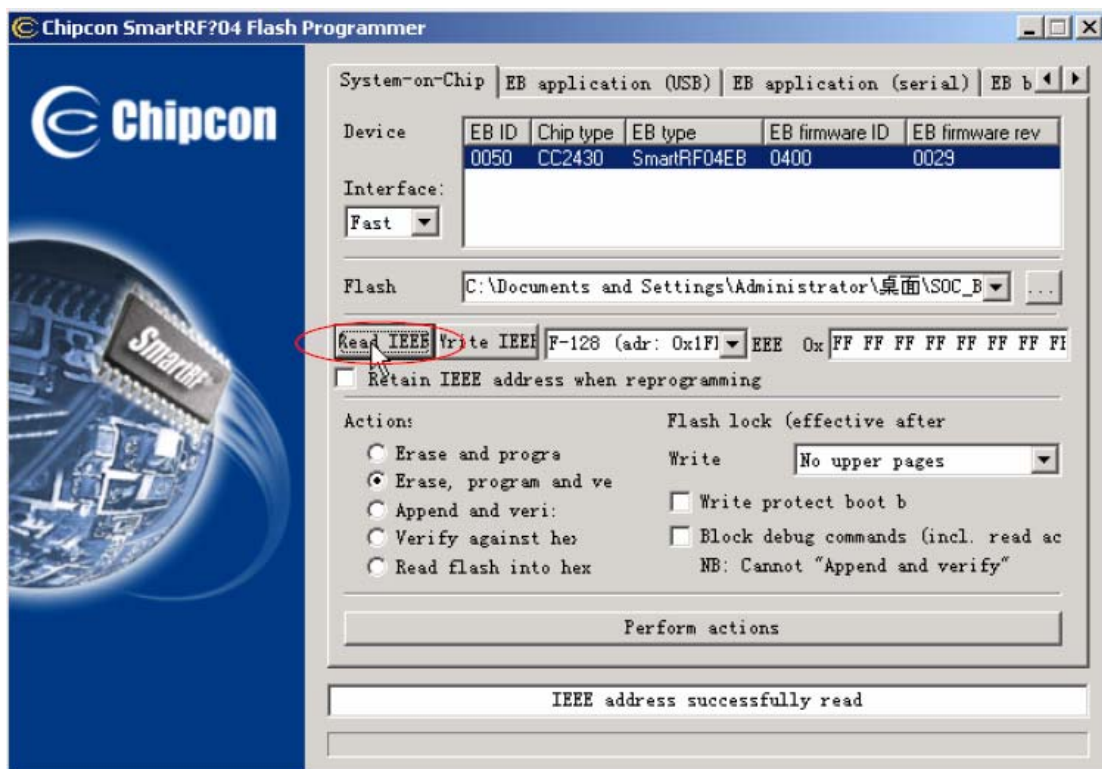 Chipcon SmartRF?04 Flash Programmer
Chipcon
SmartRF
System-on-Chip EB application (USB) EB application (serial) EB b
Device EB ID Chip type EB type EB firmware ID EB firmware rev
0050 CC2430 SmartRF04EB 0400 0029
Interface:
Fast
Flash C:\Documents and Settings\Administrator\桌面\SOC_B ...
Read IEEE Write IEEE F-128 (adr: 0x1F EEE 0x FF FF FF FF FF FF FF
Retain IEEE address when reprogramming
Action: Flash lock (effective after
Erase and progra Write No upper pages
Erase, program and ve
Append and veri: Write protect boot b
Verify against hex Block debug commands (incl. read ac
Read flash into hex NB: Cannot "Append and verify"
Perform actions
IEEE address successfully read